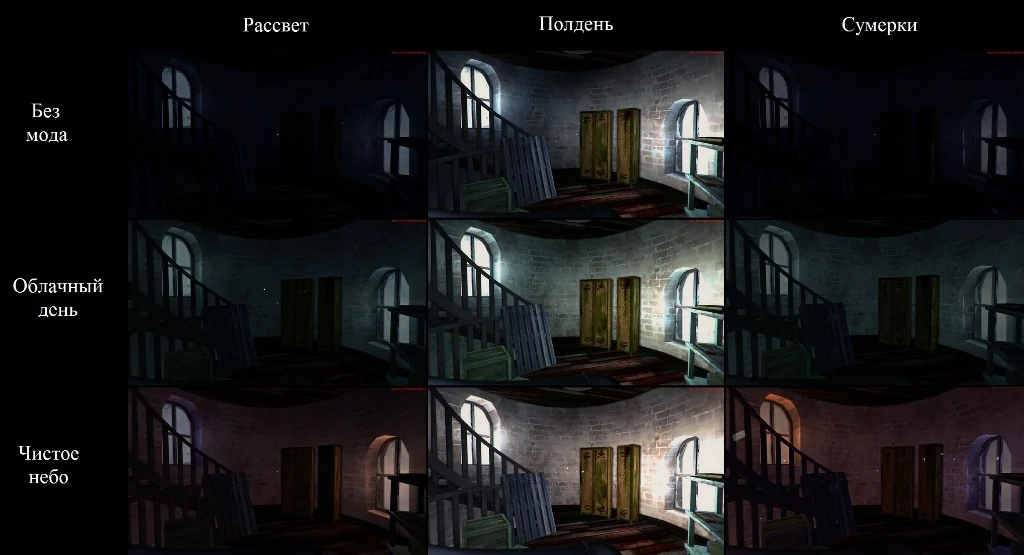 Рассвет
Полдень
Сумерки
Без
мода
Облачный
день
Чистое
небо